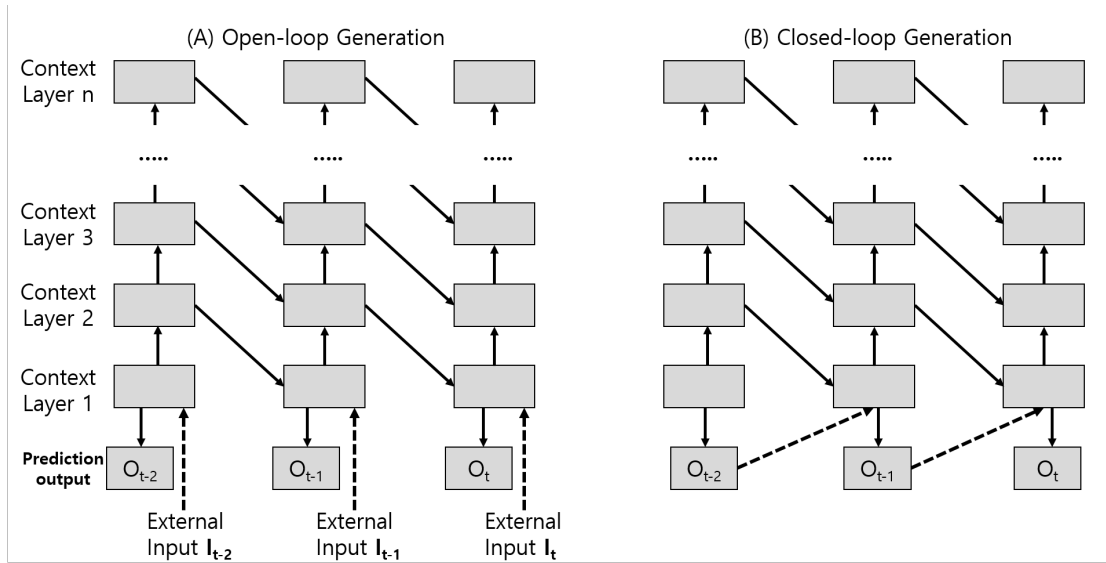 (A) Open-loop Generation
(B) Closed-loop Generation
Context
Layer n
.....
.....
.....
.....
.....
.....
Context
Layer 3
Context
Layer 2
Context
Layer 1
Prediction
output
Ot-2
Ot-1
Ot
Ot-2
Ot-1
Ot
External
Input It-2
External
Input It-1
External
Input It